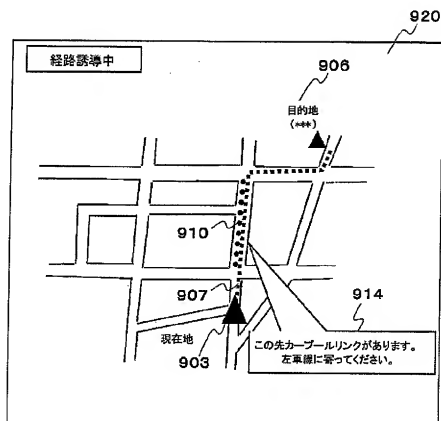 920
経路誘導中
906
目的地
(***)
910
907
914
現在地
903
この先カープールリンクがあります。
左車線に寄ってください。